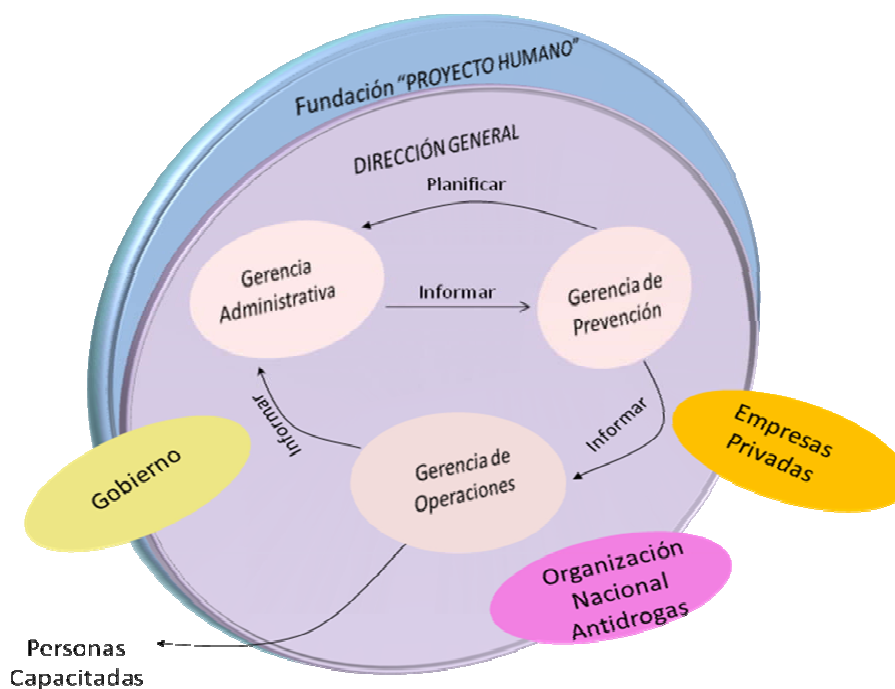 Fundación “PROYECTO HUMANO”
DIRECCIÓN GENERAL
Planificar
Gerencia
Administrativa
Informar
Gerencia de
Prevención
Informar
Informar
Gerencia de
Operaciones
Gobierno
Empresas
Privadas
Organización
Nacional
Antidrogas
Personas
Capacitadas